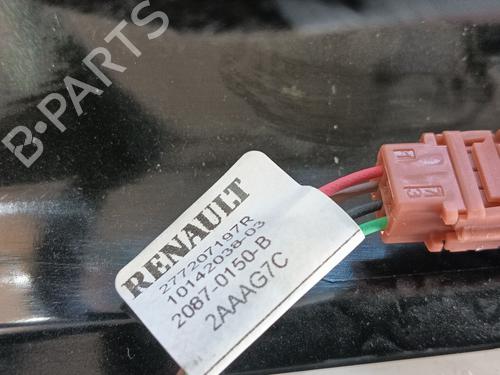 B-PARTS
RENAULT
277207197R
10142038-03
2087-0150-B
2AAAG7C